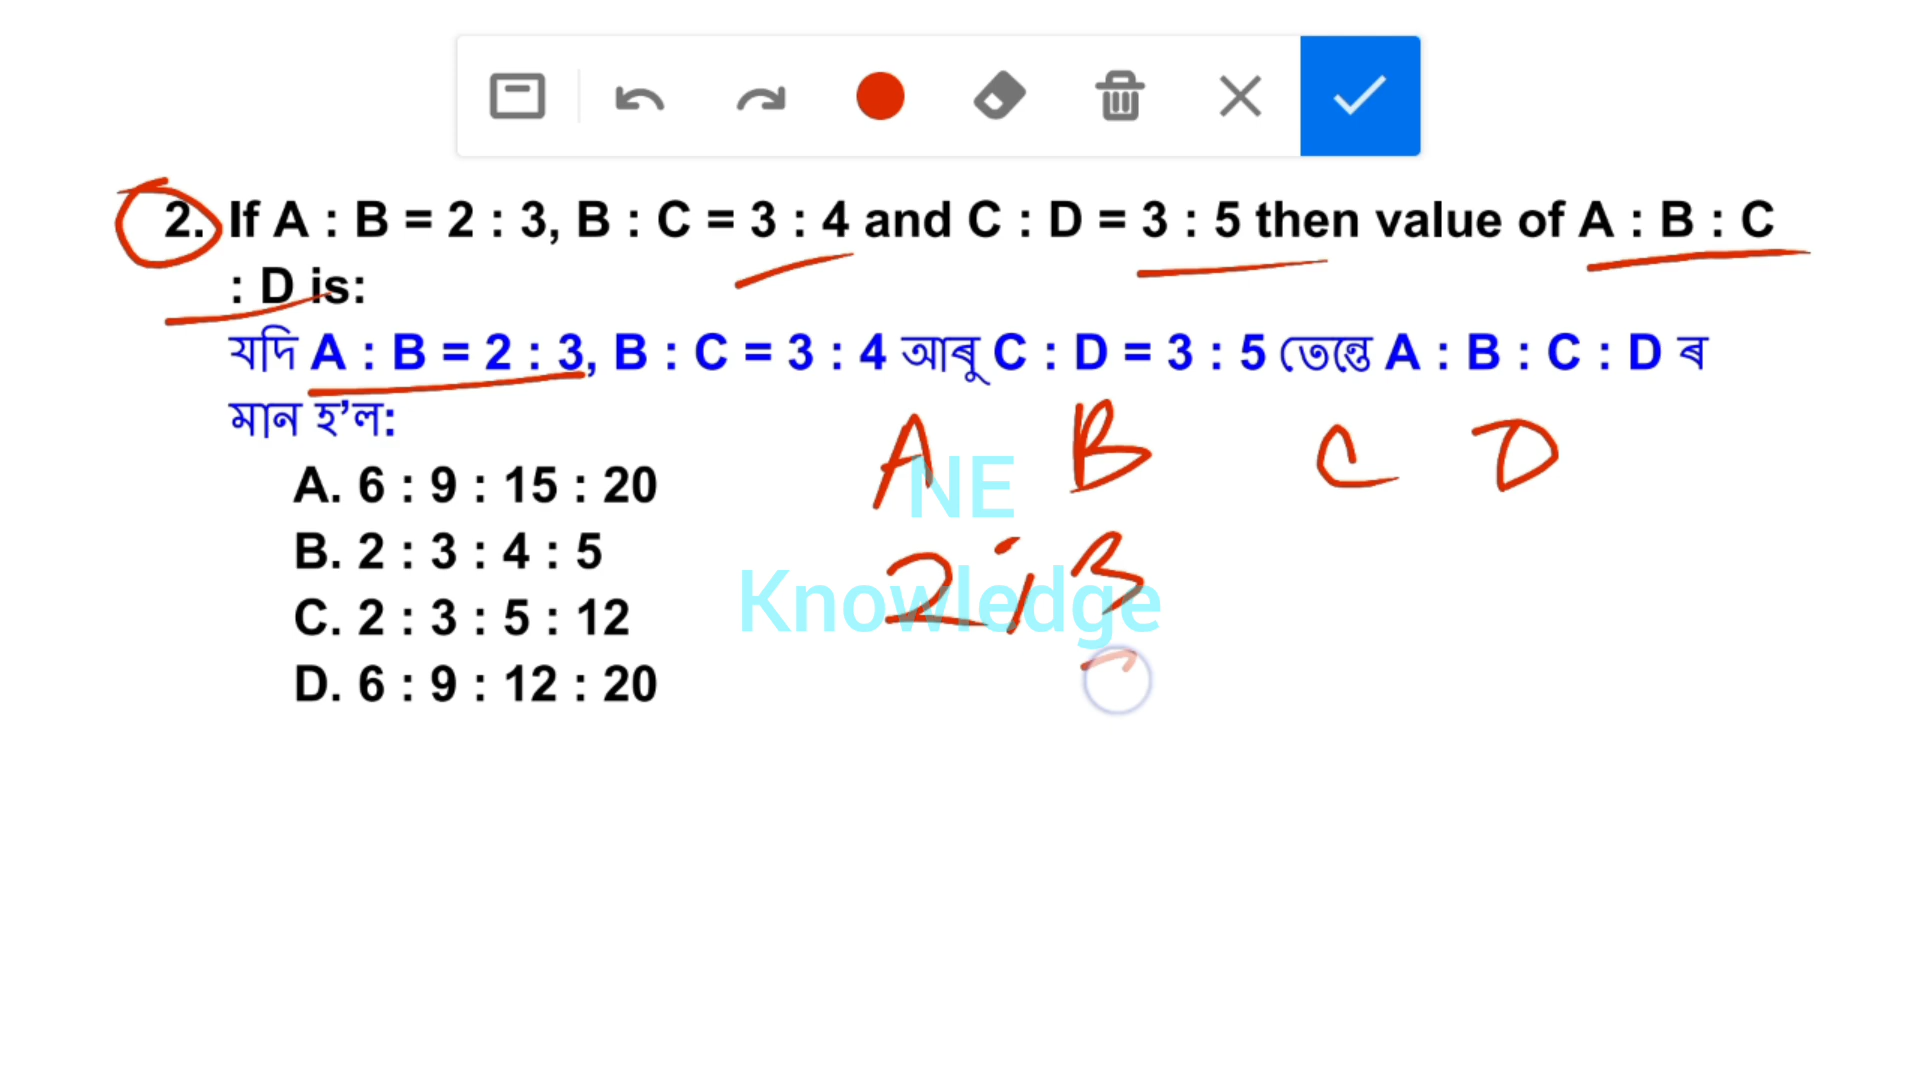 2. If A : B = 2 : 3, B : C = 3 : 4 and C : D = 3 : 5 then value of A : B : C
: D is:
যদি A : B = 2 : 3, B : C = 3 : 4 আৰু C : D = 3 : 5 তেন্তে A : B : C : D ৰ
মান হ’ল:
A. 6 : 9 : 15 : 20
B. 2 : 3 : 4 : 5
C. 2 : 3 : 5 : 12
D. 6 : 9 : 12 : 20
A B C D
2 : 3
NE
Knowledge